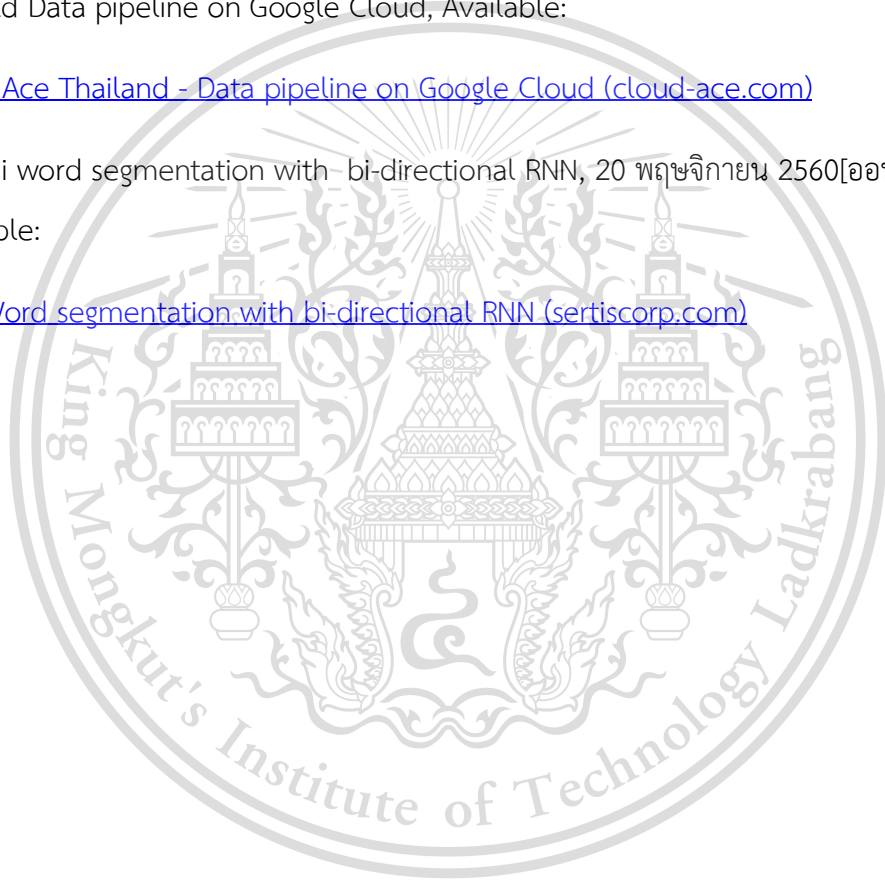 d Data pipeline on Google Cloud, Available:
Ace Thailand - Data pipeline on Google Cloud (cloud-ace.com)
i word segmentation with bi-directional RNN, 20 พฤษจิกายน 2560[ออ
ble:
Word segmentation with bi-directional RNN (sertiscorp.com)
King Mongkut's Institute of Technology Ladkrabang